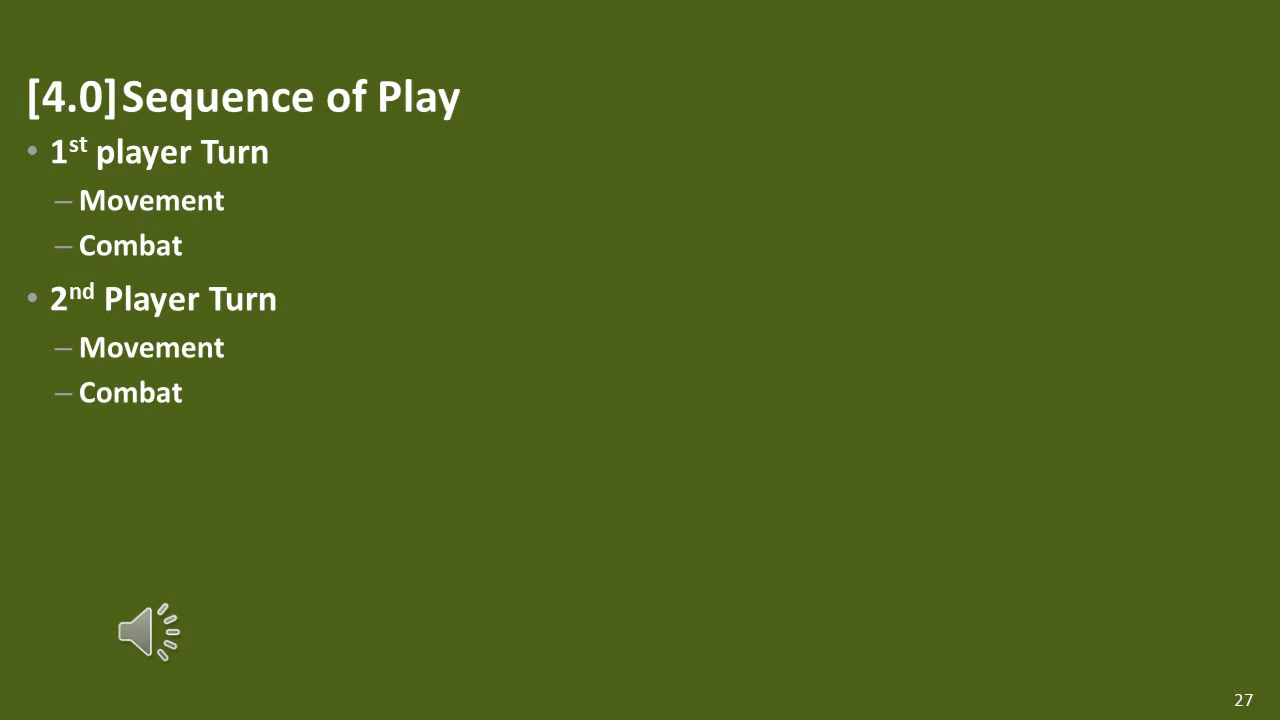 [4.0] Sequence of Play
• 1st player Turn
– Movement
– Combat
• 2nd Player Turn
– Movement
– Combat
27